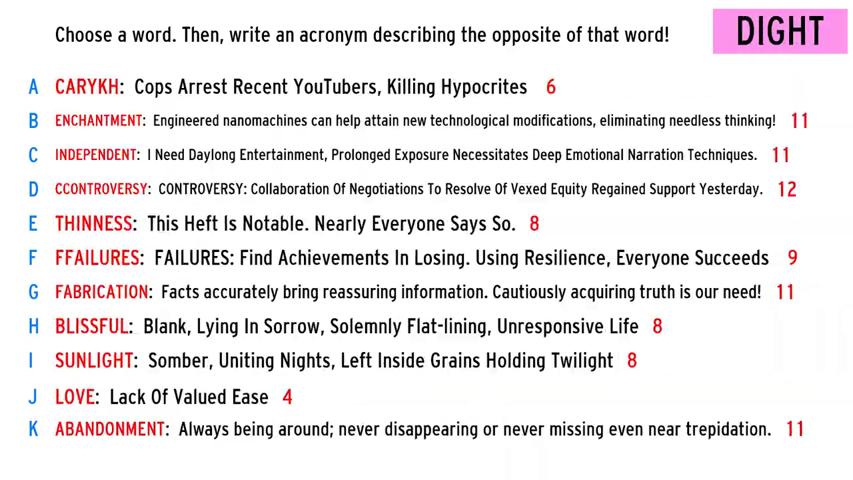 Choose a word. Then, write an acronym describing the opposite of that word!
DIGHT
A CARYKH: Cops Arrest Recent YouTubers, Killing Hypocrites 6
B ENCHANTMENT: Engineered nanomachines can help attain new technological modifications, eliminating needless thinking! 11
C INDEPENDENT: I Need Daylong Entertainment, Prolonged Exposure Necessitates Deep Emotional Narration Techniques. 11
D CCONTROVERSY: CONTROVERSY: Collaboration Of Negotiations To Resolve Of Vexed Equity Regained Support Yesterday. 12
E THINNESS: This Heft Is Notable. Nearly Everyone Says So. 8
F FFAILURES: FAILURES: Find Achievements In Losing. Using Resilience, Everyone Succeeds 9
G FABRICATION: Facts accurately bring reassuring information. Cautiously acquiring truth is our need! 11
H BLISSFUL: Blank, Lying In Sorrow, Solemnly Flat-lining, Unresponsive Life 8
I SUNLIGHT: Somber, Uniting Nights, Left Inside Grains Holding Twilight 8
J LOVE: Lack Of Valued Ease 4
K ABANDONMENT: Always being around; never disappearing or never missing even near trepidation. 11